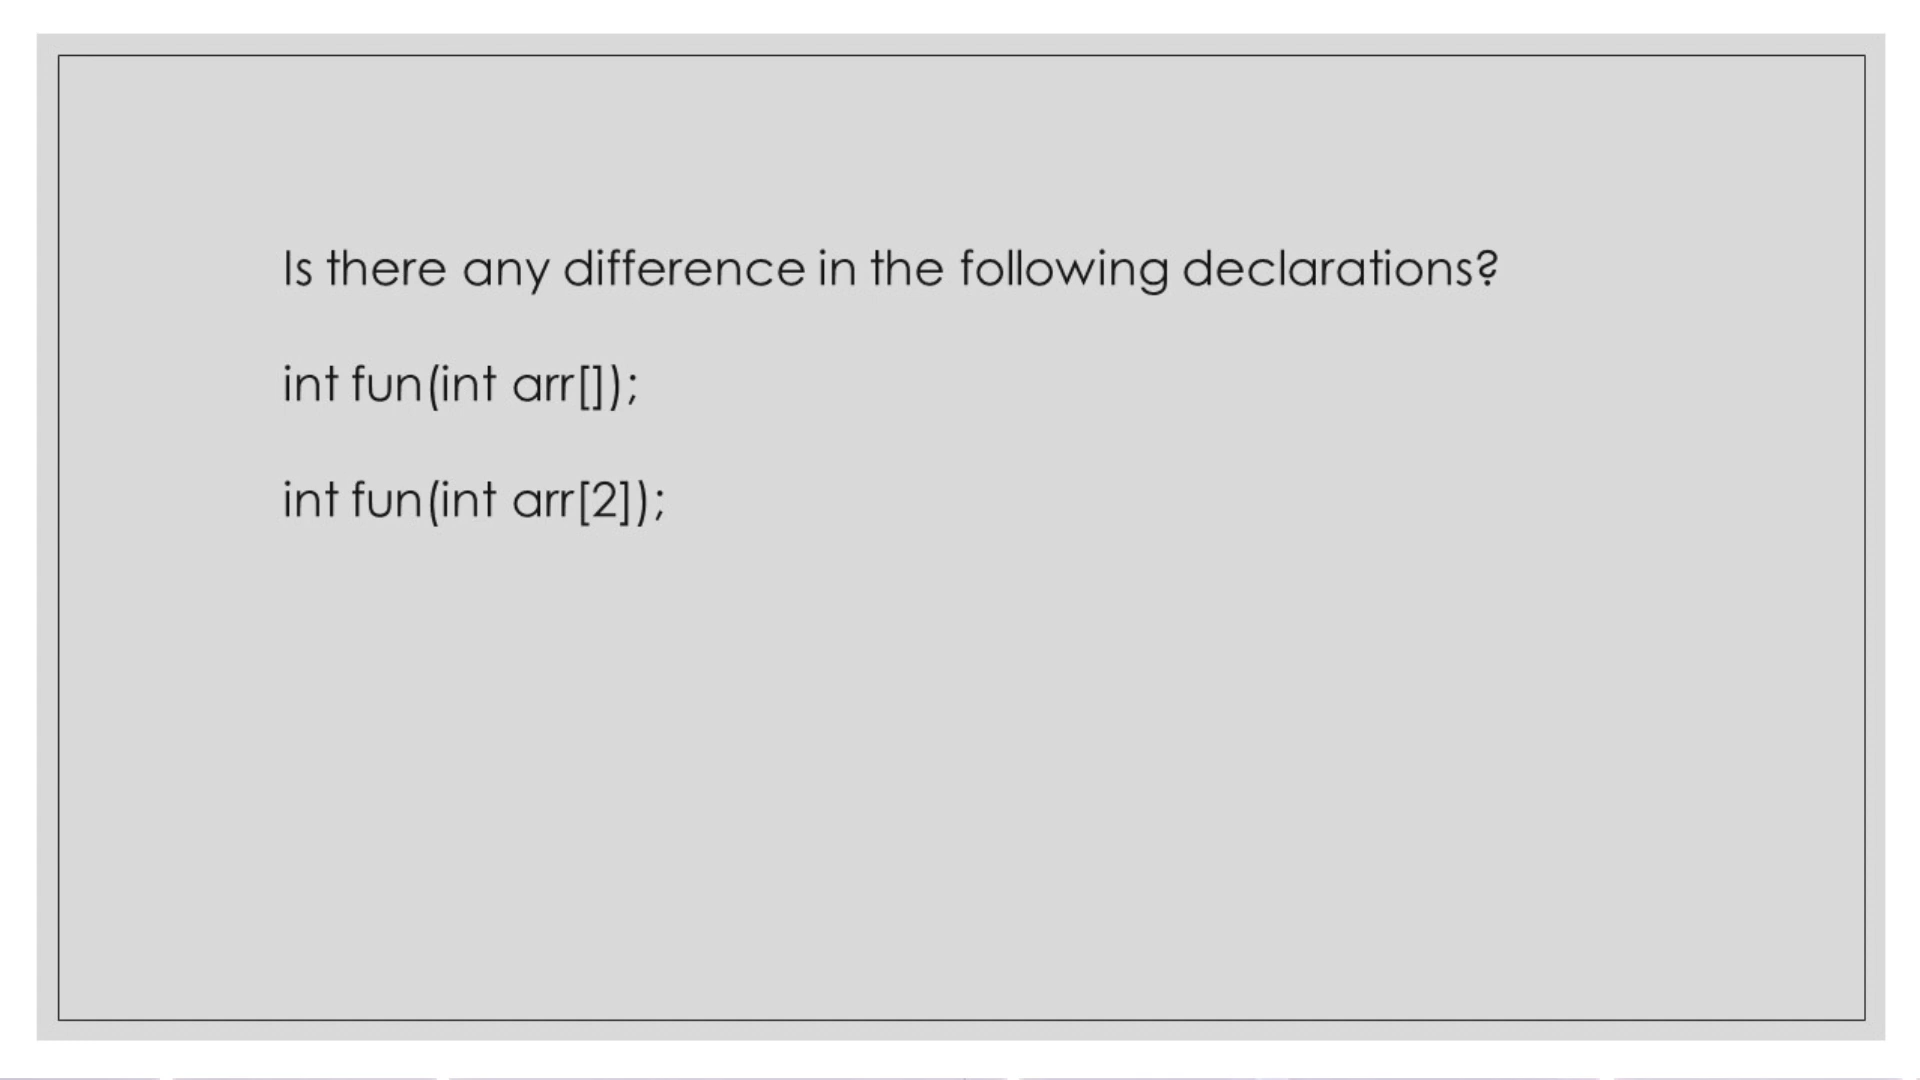 Is there any difference in the following declarations?
int fun(int arr[]);
int fun(int arr[2]);